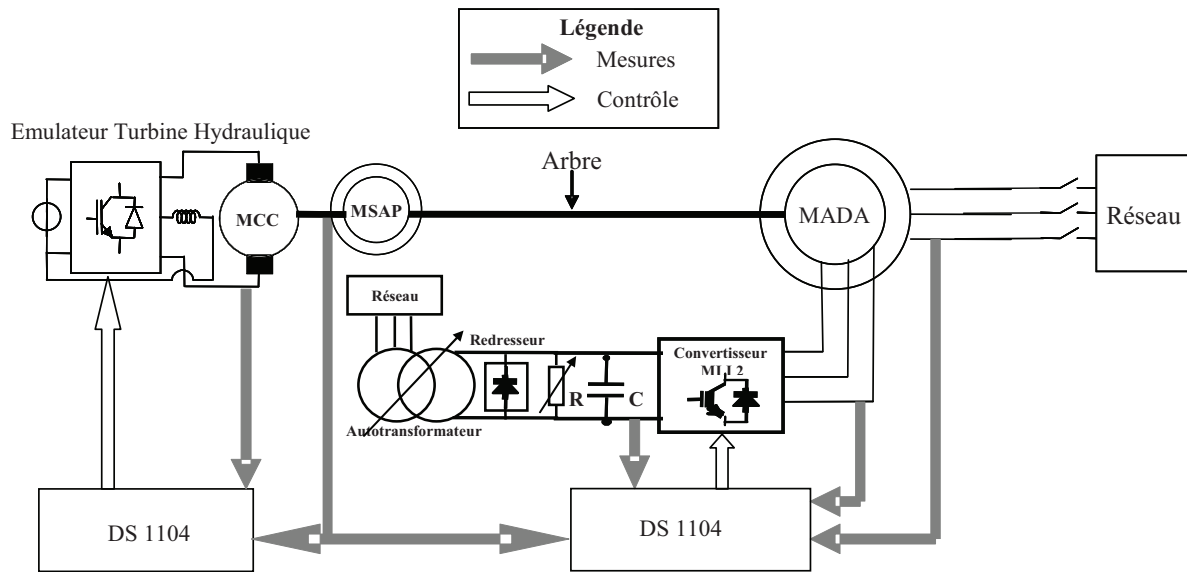 Légende
Mesures
Contrôle
Emulateur Turbine Hydraulique
Arbre
MCC
MSAP
MADA
Réseau
Réseau
Redresseur
Convertisseur
MLI 2
R
C
Autotransformateur
DS 1104
DS 1104